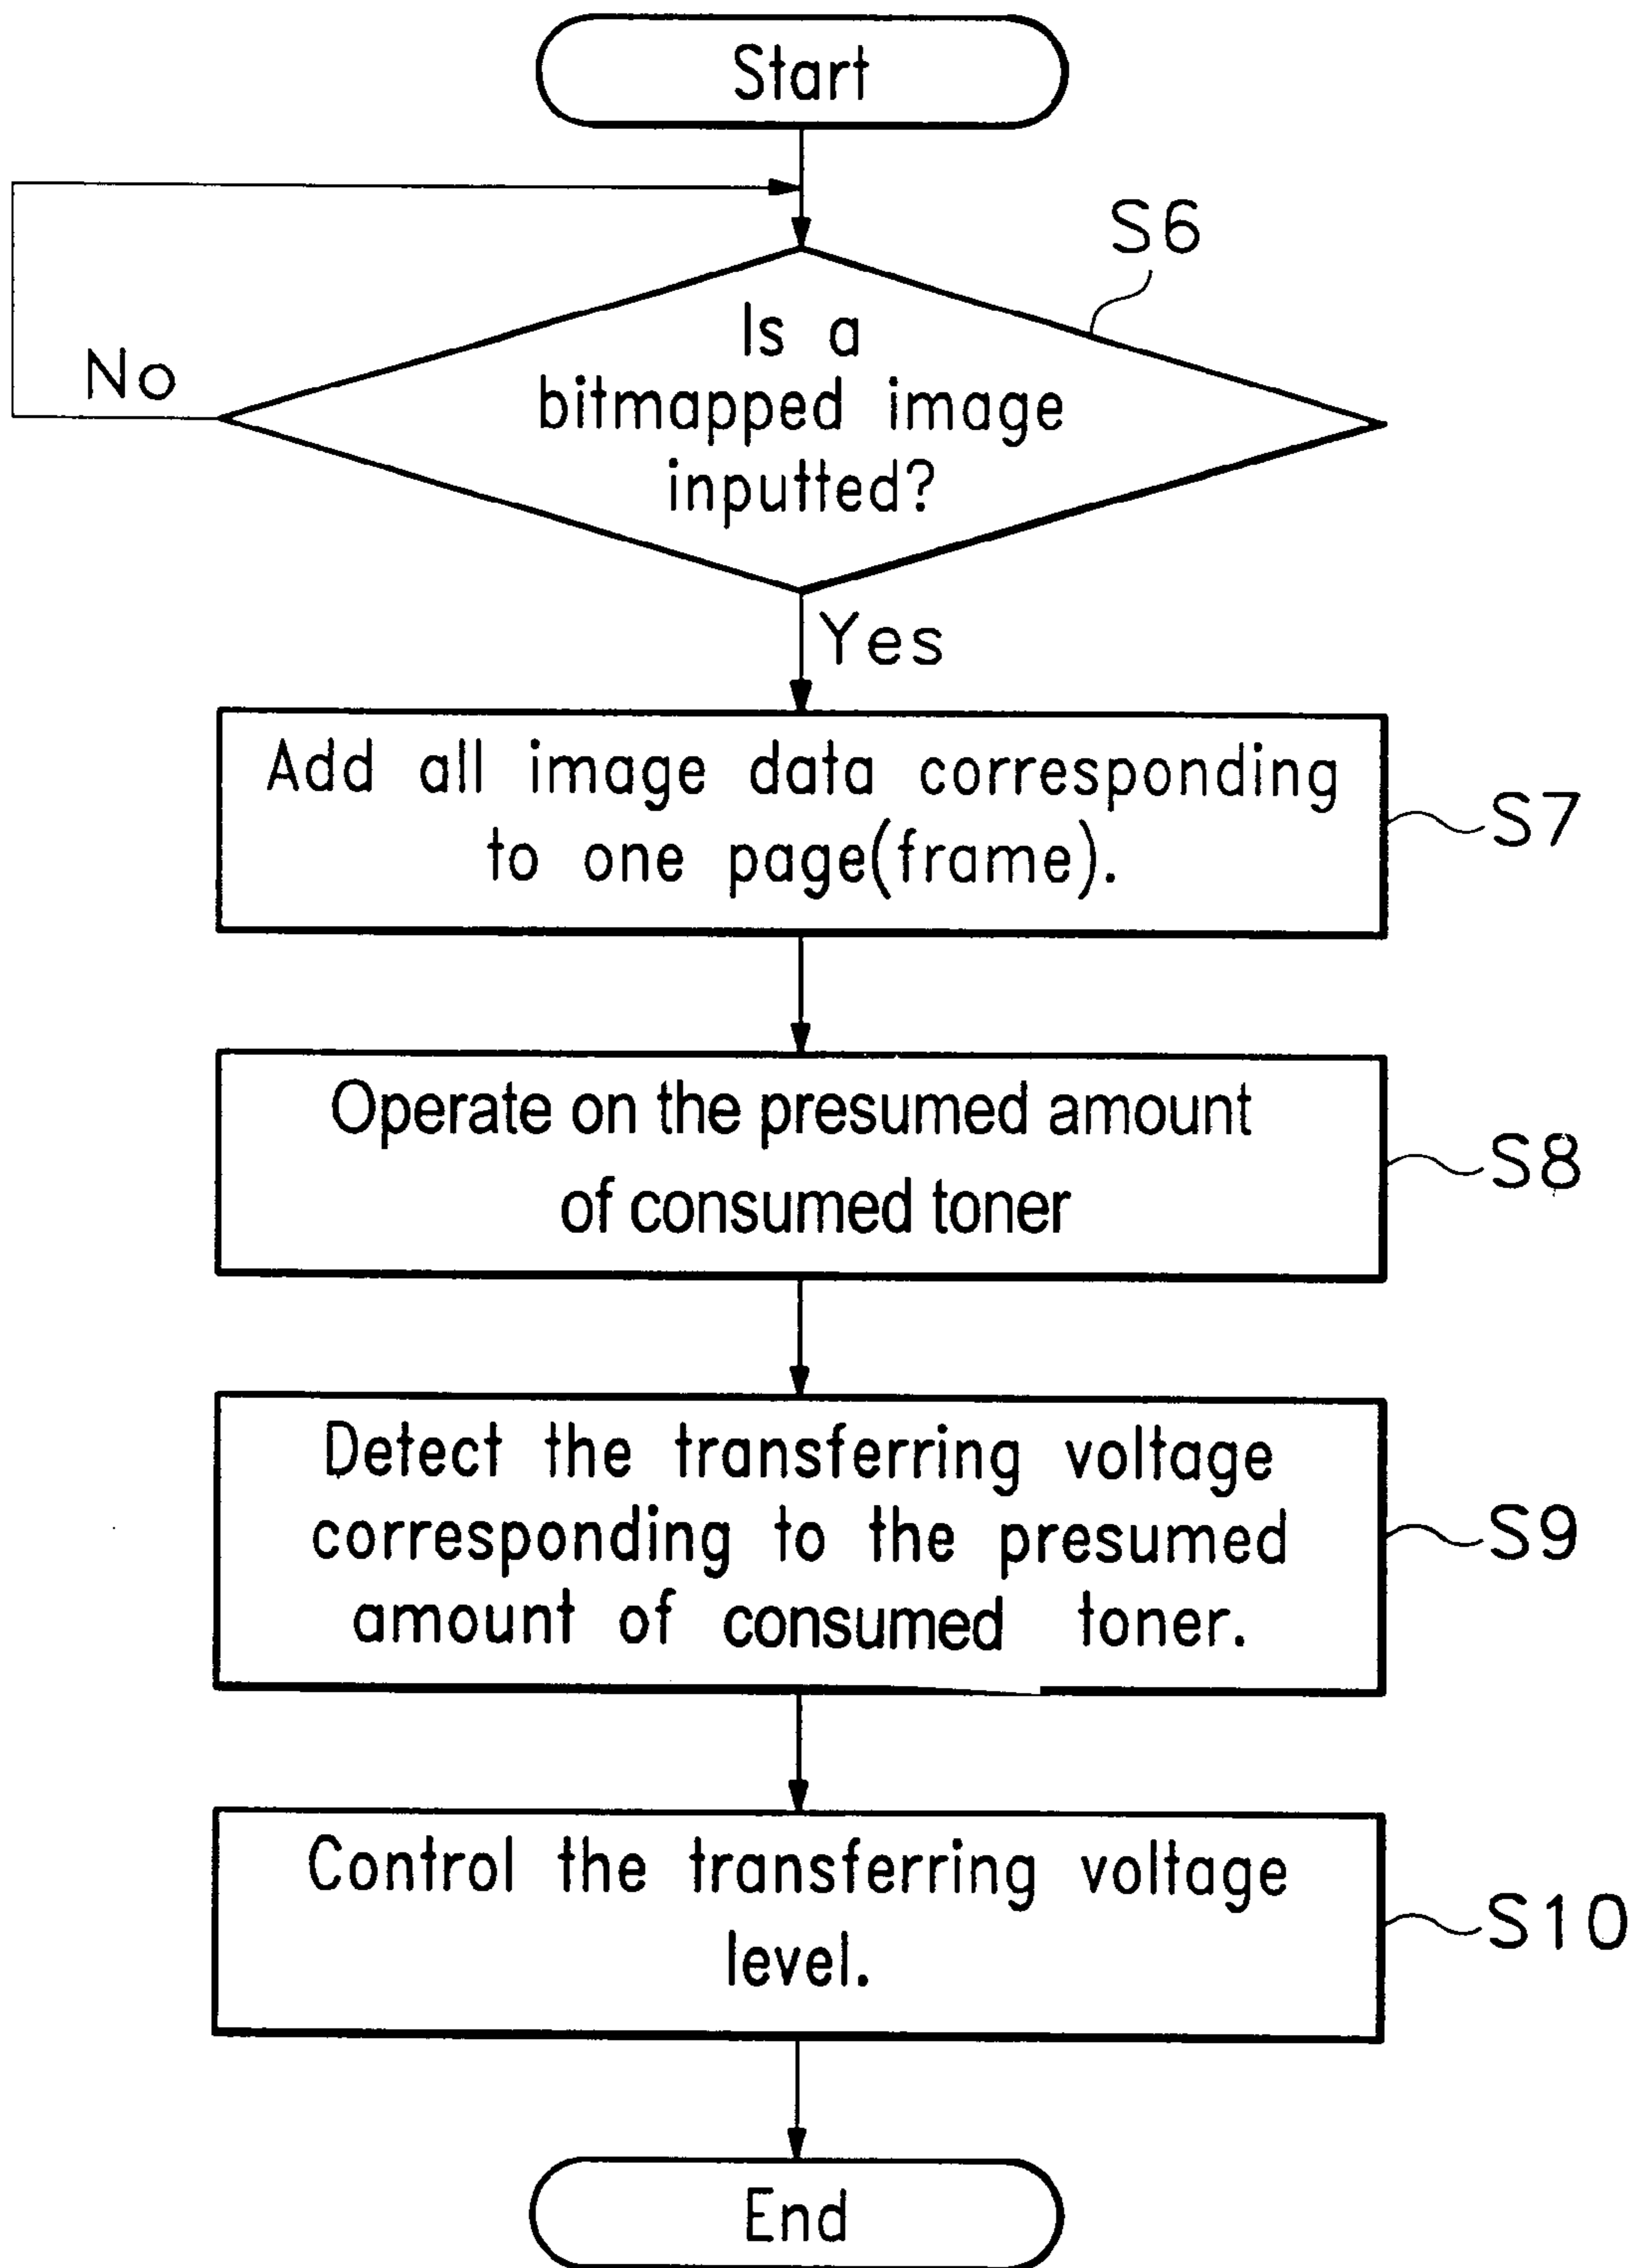 Start
S6
Is a
bitmapped image
inputted?
No
Yes
Add all image data corresponding
to one page(frame).
S7
Operate on the presumed amount
of consumed toner
S8
Detect the transferring voltage
corresponding to the presumed
amount of consumed toner.
S9
Control the transferring voltage
level.
S10
End